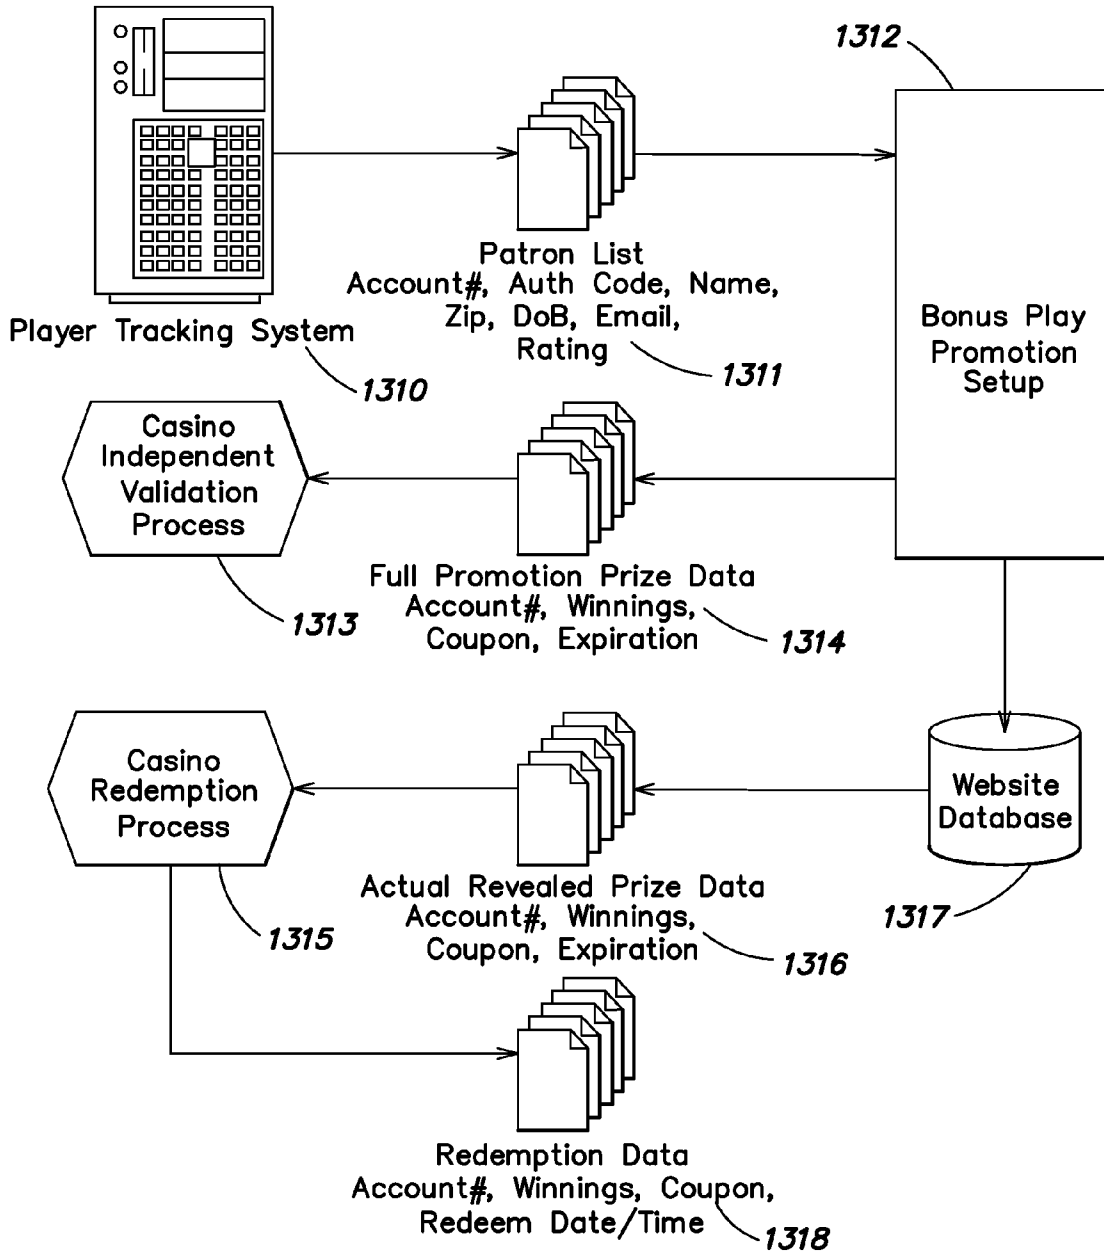 1312
Patron List
Account#, Auth Code, Name,
Zip, DoB, Email,
Rating
1311
Player Tracking System
1310
Bonus Play
Promotion
Setup
Casino
Independent
Validation
Process
1313
Full Promotion Prize Data
Account#, Winnings,
Coupon, Expiration
1314
Casino
Redemption
Process
1315
Actual Revealed Prize Data
Account#, Winnings,
Coupon, Expiration
1316
Website
Database
1317
Redemption Data
Account#, Winnings, Coupon,
Redeem Date/Time
1318